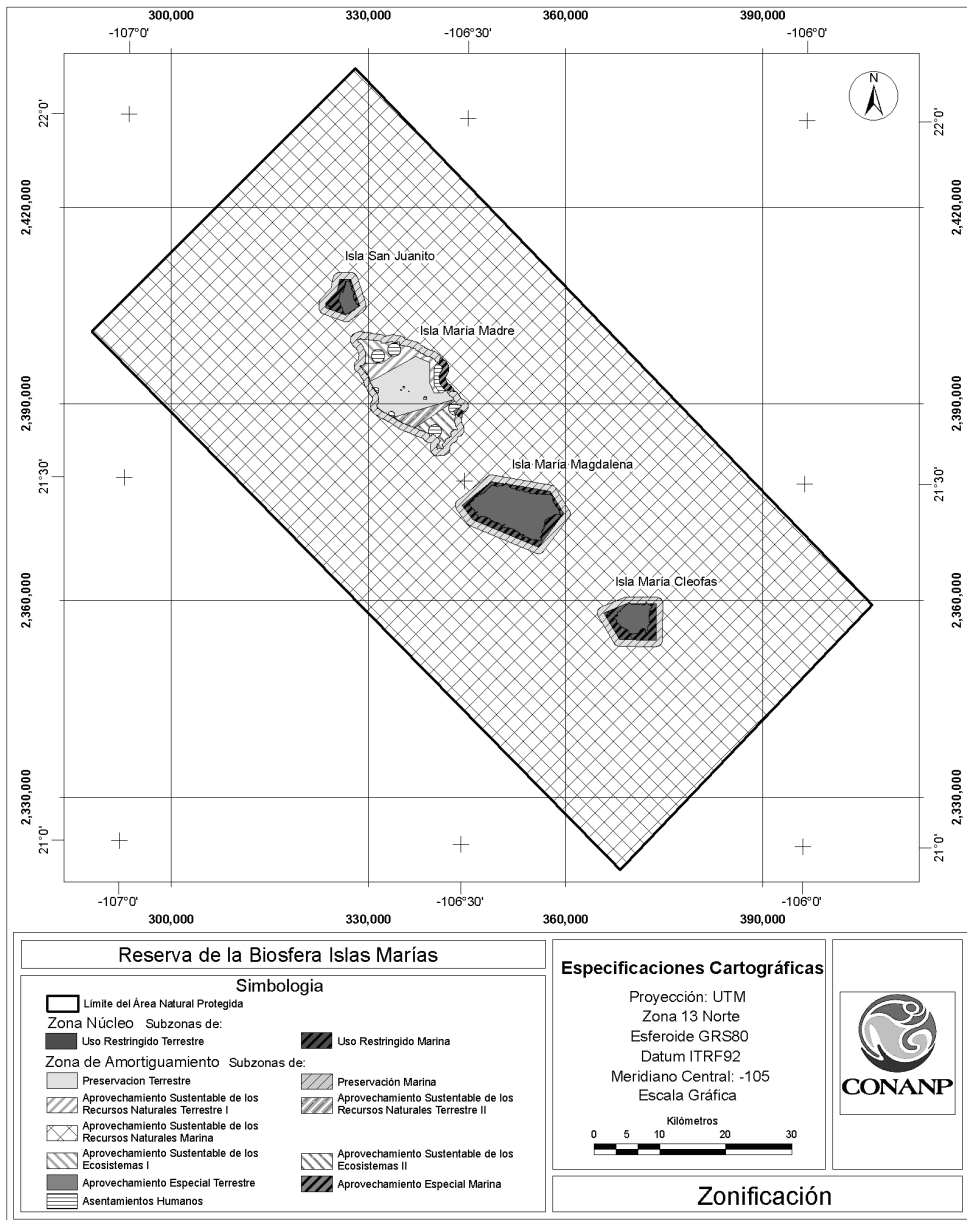 300,000 330,000 360,000 390,000
-107°0' -106°30' -106°0'
N
22°0' 22°0'
2,420,000 2,420,000
Isla San Juanito
Isla María Madre
2,390,000 2,390,000
Isla María Magdalena
21°30' 21°30'
Isla María Cleofas
2,360,000 2,360,000
2,330,000 2,330,000
21°0' 21°0'
-107°0' -106°30' -106°0'
300,000 330,000 360,000 390,000
Reserva de la Biosfera Islas Marías
Simbologia
Límite del Área Natural Protegida
Zona Núcleo Subzonas de:
Uso Restringido Terrestre
Uso Restringido Marina
Zona de Amortiguamiento Subzonas de:
Preservacion Terrestre
Preservación Marina
Aprovechamiento Sustentable de los
Recursos Naturales Terrestre I
Aprovechamiento Sustentable de los
Recursos Naturales Terrestre II
Aprovechamiento Sustentable de los
Recursos Naturales Marina
Aprovechamiento Sustentable de los
Ecosistemas I
Aprovechamiento Sustentable de los
Ecosistemas II
Aprovechamiento Especial Terrestre
Aprovechamiento Especial Marina
Asentamientos Humanos
Especificaciones Cartográficas
Proyección: UTM
Zona 13 Norte
Esferoide GRS80
Datum ITRF92
Meridiano Central: -105
Escala Gráfica
Kilómetros
0 5 10 20 30
CONANP
Zonificación